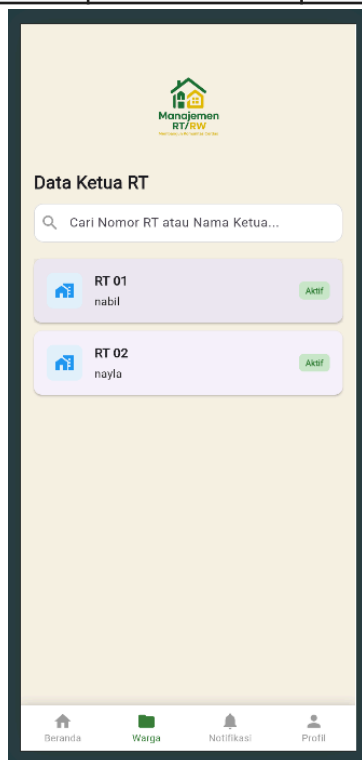 Manajemen
RT/RW
Data Ketua RT
Cari Nomor RT atau Nama Ketua...
RT 01
nabil
Aktif
RT 02
nayla
Aktif
Beranda
Warga
Notifikasi
Profil